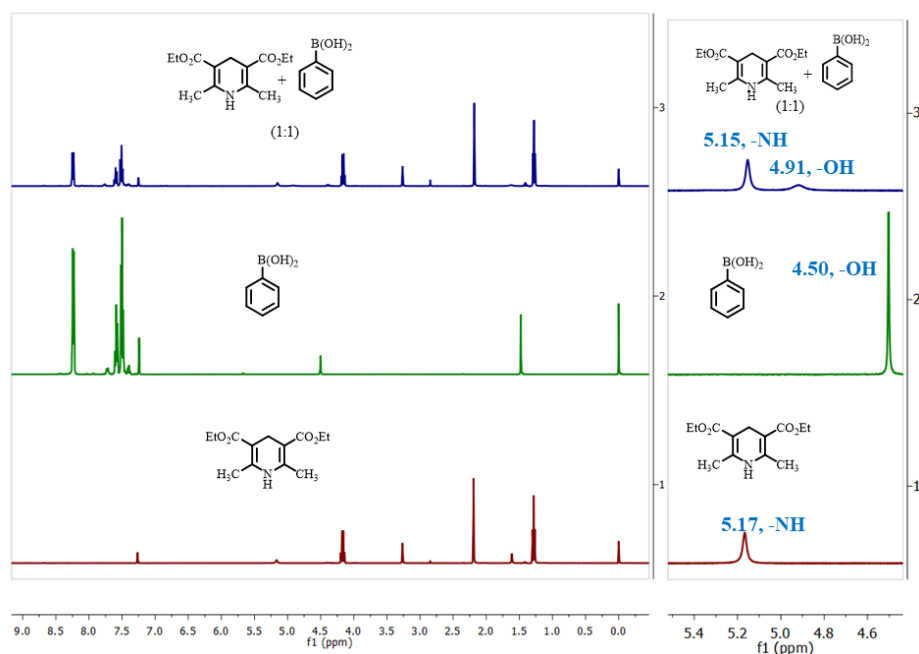 B(OH)2
EtO2C CO2Et
+
H3C N CH3
H
(1:1)
3
B(OH)2
2
EtO2C CO2Et
H3C N CH3
H
1
9.0 8.5 8.0 7.5 7.0 6.5 6.0 5.5 5.0 4.5 4.0 3.5 3.0 2.5 2.0 1.5 1.0 0.5 0.0
f1 (ppm)
B(OH)2
EtO2C CO2Et
+
H3C N CH3
H
(1:1)
3
5.15, -NH
4.91, -OH
B(OH)2
4.50, -OH
2
EtO2C CO2Et
H3C N CH3
H
1
5.17, -NH
5.4 5.2 5.0 4.8 4.6
f1 (ppm)